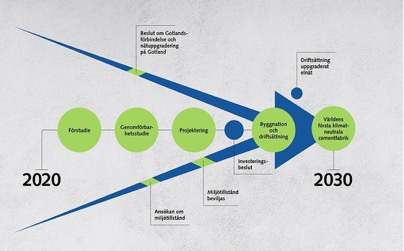 Beslut om Gotlands-
förbindelse och
nätuppgradering
på Gotland
Driftsättning
uppgraderat
elnät
Förstudie
Genomförbar-
hetsstudie
Projektering
Byggnation
och
driftsättning
Världens
första klimat-
neutrala
cementfabrik
Investerings-
beslut
2020
2030
Miljötillstånd
beviljas
Ansökan om
miljötillstånd